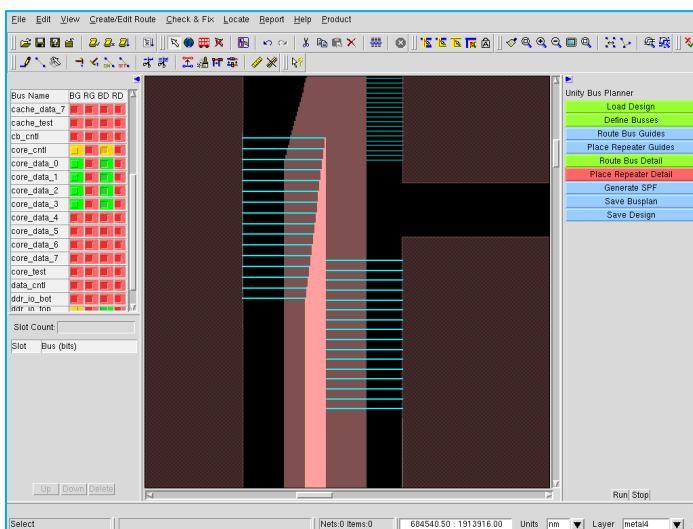 File Edit View Create/Edit Route Check & Fix Locate Report Help Product
Bus Name BG RG BD RD
cache_data_7
cache_test
cb_cntl
core_cntl
core_data_0
core_data_1
core_data_2
core_data_3
core_data_4
core_data_5
core_data_6
core_data_7
core_test
data_cntl
ddr_io_bot
ddr_io_top
Slot Count:
Slot Bus (bits)
Up Down Delete
Unity Bus Planner
Load Design
Define Busses
Route Bus Guides
Place Repeater Guides
Route Bus Detail
Place Repeater Detail
Generate SPF
Save Busplan
Save Design
Run Stop
Select Nets:0 Items:0 684540.50 : 1913916.00 Units nm Layer metal4